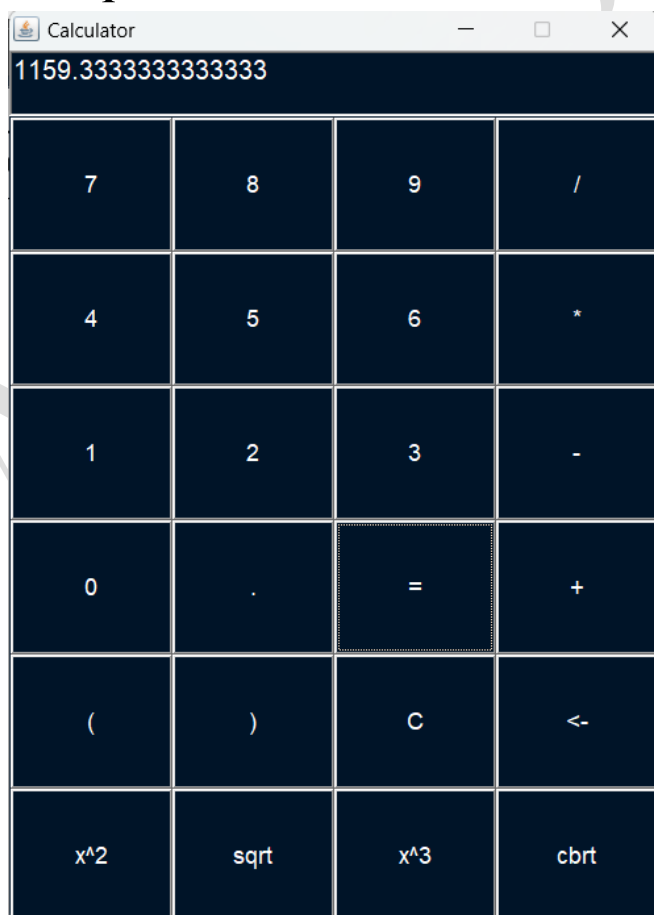 Calculator
1159.3333333333333
7 8 9 /
4 5 6 *
1 2 3 -
0 . = +
( ) C <-
x^2 sqrt x^3 cbrt